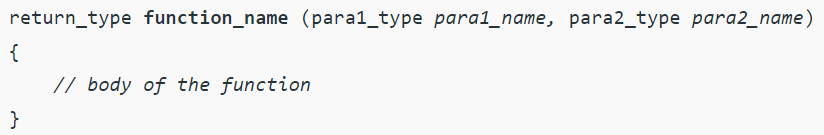 return_type function_name (para1_type para1_name, para2_type para2_name)
{
// body of the function
}